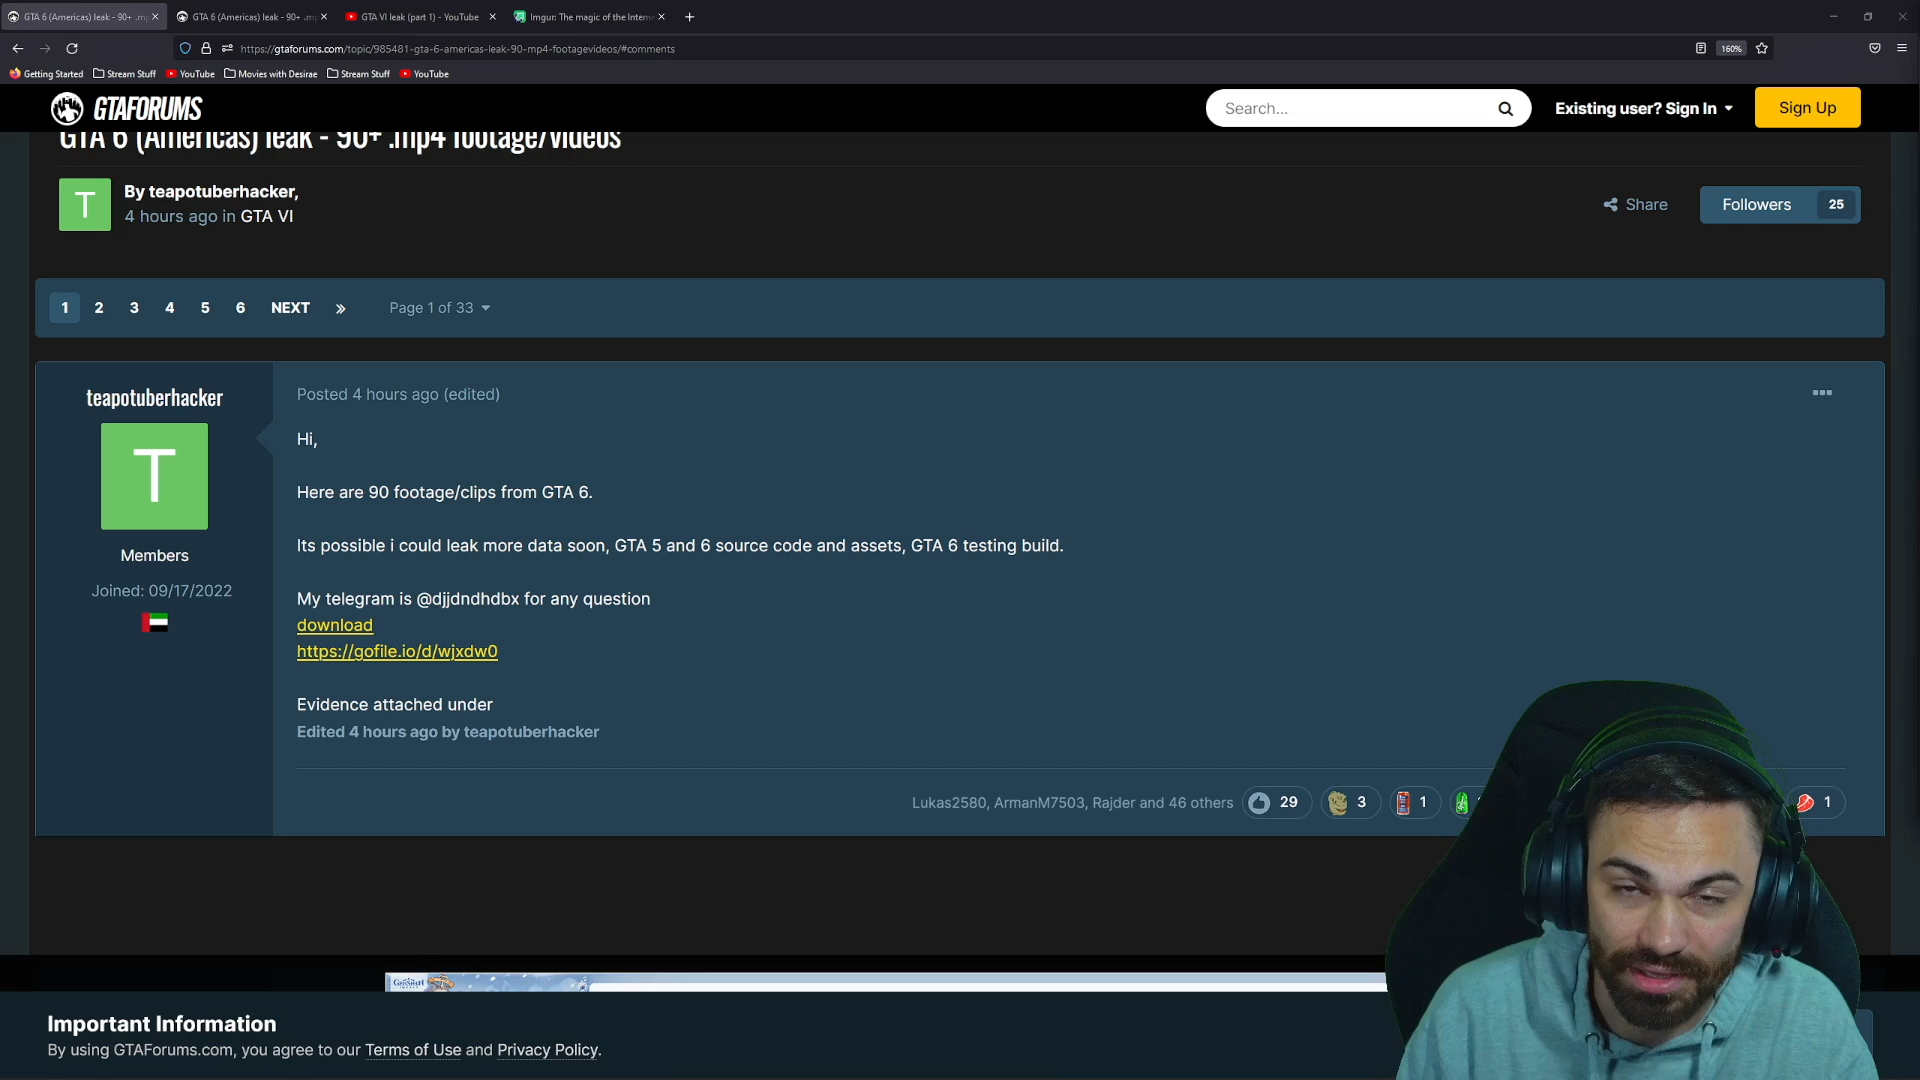 GTA 6 (Americas) leak - 90+ .mp
GTA 6 (Americas) leak - 90+ .mp
GTA VI leak (part 1) - YouTube
Imgur: The magic of the Interne
https://gtaforums.com/topic/985481-gta-6-americas-leak-90-mp4-footagevideos/#comments
160%
Getting Started
Stream Stuff
YouTube
Movies with Desirae
Stream Stuff
YouTube
GTAFORUMS
Search...
Existing user? Sign In
Sign Up
GTA 6 (Americas) leak - 90+ .mp4 footage/videos
T
By teapotuberhacker,
4 hours ago in GTA VI
Share
Followers 25
1 2 3 4 5 6 NEXT » Page 1 of 33
teapotuberhacker
T
Members
Joined: 09/17/2022
Posted 4 hours ago (edited)
Hi,
Here are 90 footage/clips from GTA 6.
Its possible i could leak more data soon, GTA 5 and 6 source code and assets, GTA 6 testing build.
My telegram is @djjdndhdbx for any question
download
https://gofile.io/d/wjxdw0
Evidence attached under
Edited 4 hours ago by teapotuberhacker
Lukas2580, ArmanM7503, Rajder and 46 others
29
3
1
1
Genshin
Important Information
By using GTAForums.com, you agree to our Terms of Use and Privacy Policy.